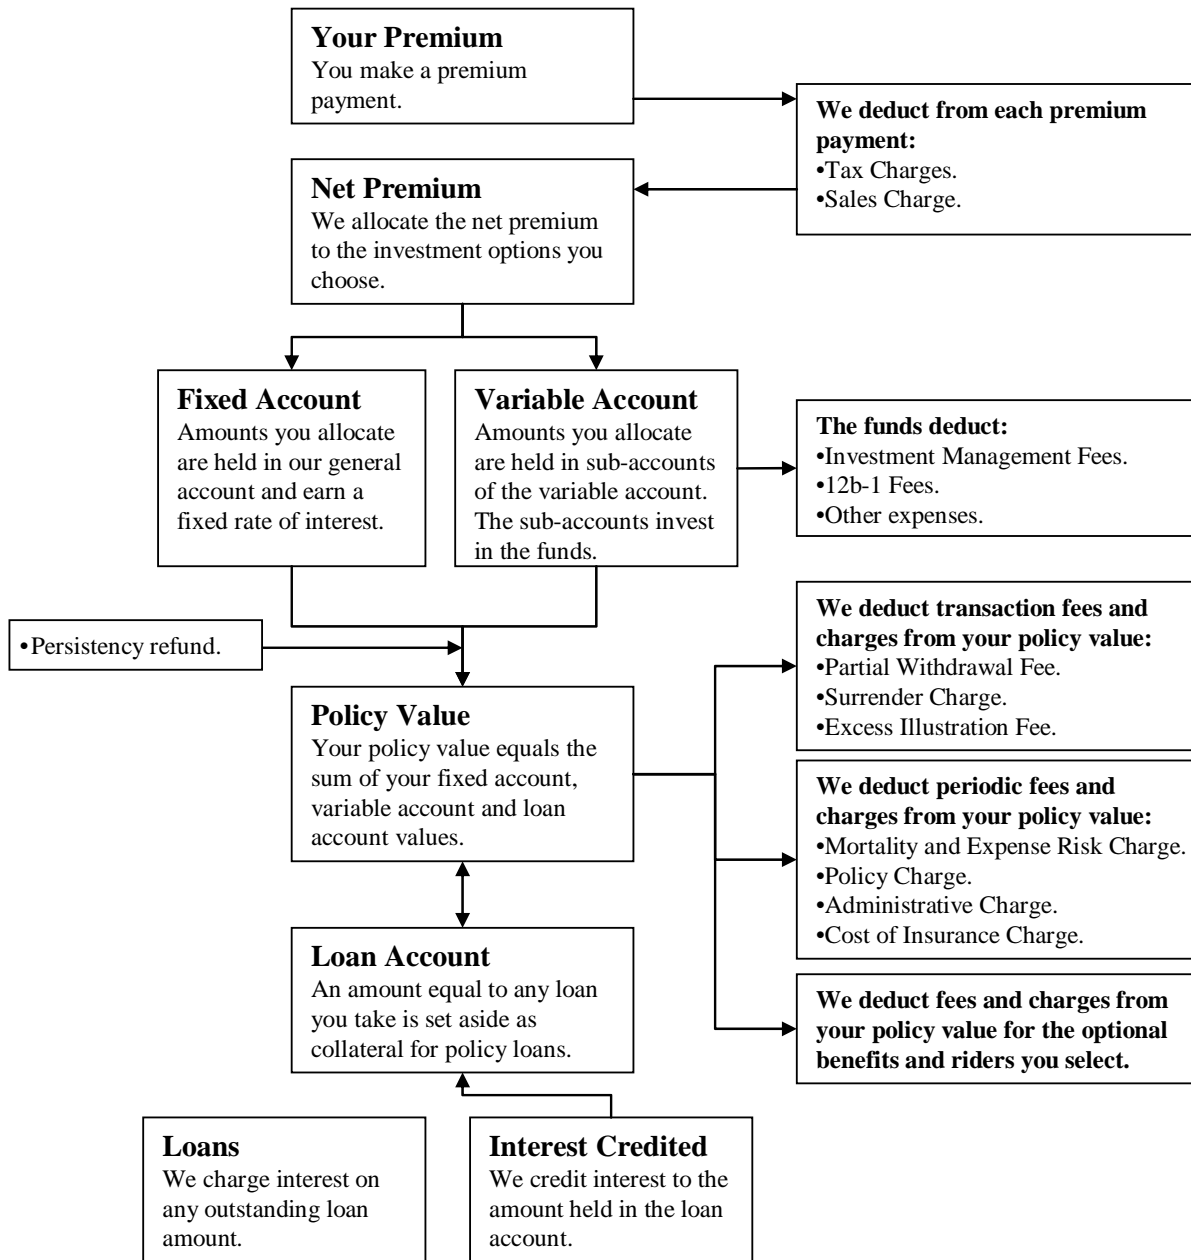 Your Premium
You make a premium
payment.
We deduct from each premium
payment:
•Tax Charges.
•Sales Charge.
Net Premium
We allocate the net premium
to the investment options you
choose.
Fixed Account
Amounts you allocate
are held in our general
account and earn a
fixed rate of interest.
Variable Account
Amounts you allocate
are held in sub-accounts
of the variable account.
The sub-accounts invest
in the funds.
The funds deduct:
•Investment Management Fees.
•12b-1 Fees.
•Other expenses.
•Persistency refund.
We deduct transaction fees and
charges from your policy value:
•Partial Withdrawal Fee.
•Surrender Charge.
•Excess Illustration Fee.
Policy Value
Your policy value equals the
sum of your fixed account,
variable account and loan
account values.
We deduct periodic fees and
charges from your policy value:
•Mortality and Expense Risk Charge.
•Policy Charge.
•Administrative Charge.
•Cost of Insurance Charge.
Loan Account
An amount equal to any loan
you take is set aside as
collateral for policy loans.
We deduct fees and charges from
your policy value for the optional
benefits and riders you select.
Loans
We charge interest on
any outstanding loan
amount.
Interest Credited
We credit interest to the
amount held in the loan
account.